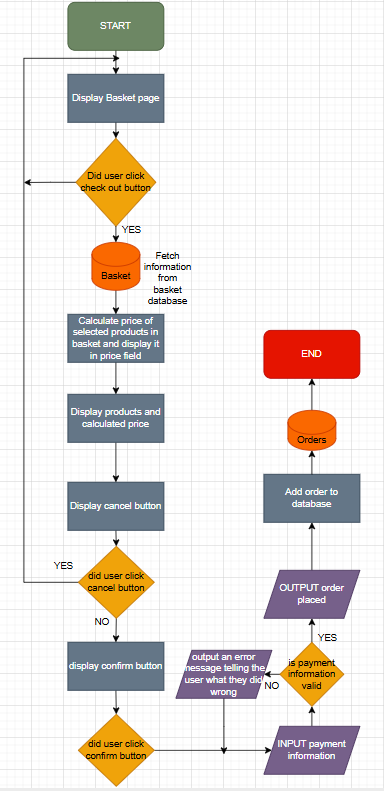 START
Display Basket page
Did user click
check out button
YES
Basket
Fetch
information
from
basket
database
Calculate price of
selected products in
basket and display it
in price field
Display products and
calculated price
Display cancel button
did user click
cancel button
YES
NO
display confirm button
did user click
confirm button
output an error
message telling the
user what they did
wrong
NO
INPUT payment
information
is payment
information
valid
YES
OUTPUT order
placed
Add order to
database
Orders
END